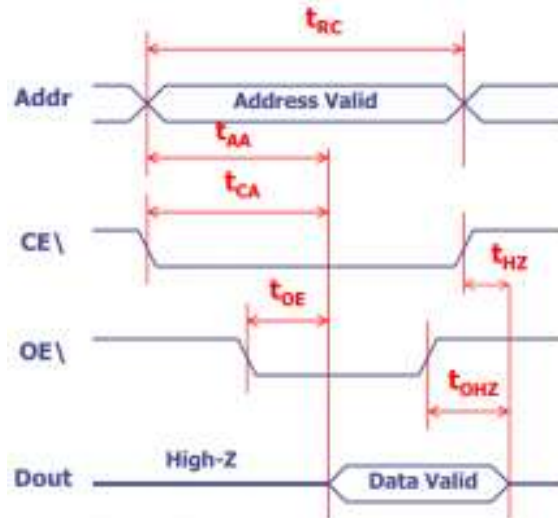 tRC
Addr
Address Valid
tAA
tCA
CE\
tHZ
tOE
OE\
tOHZ
High-Z
Dout
Data Valid